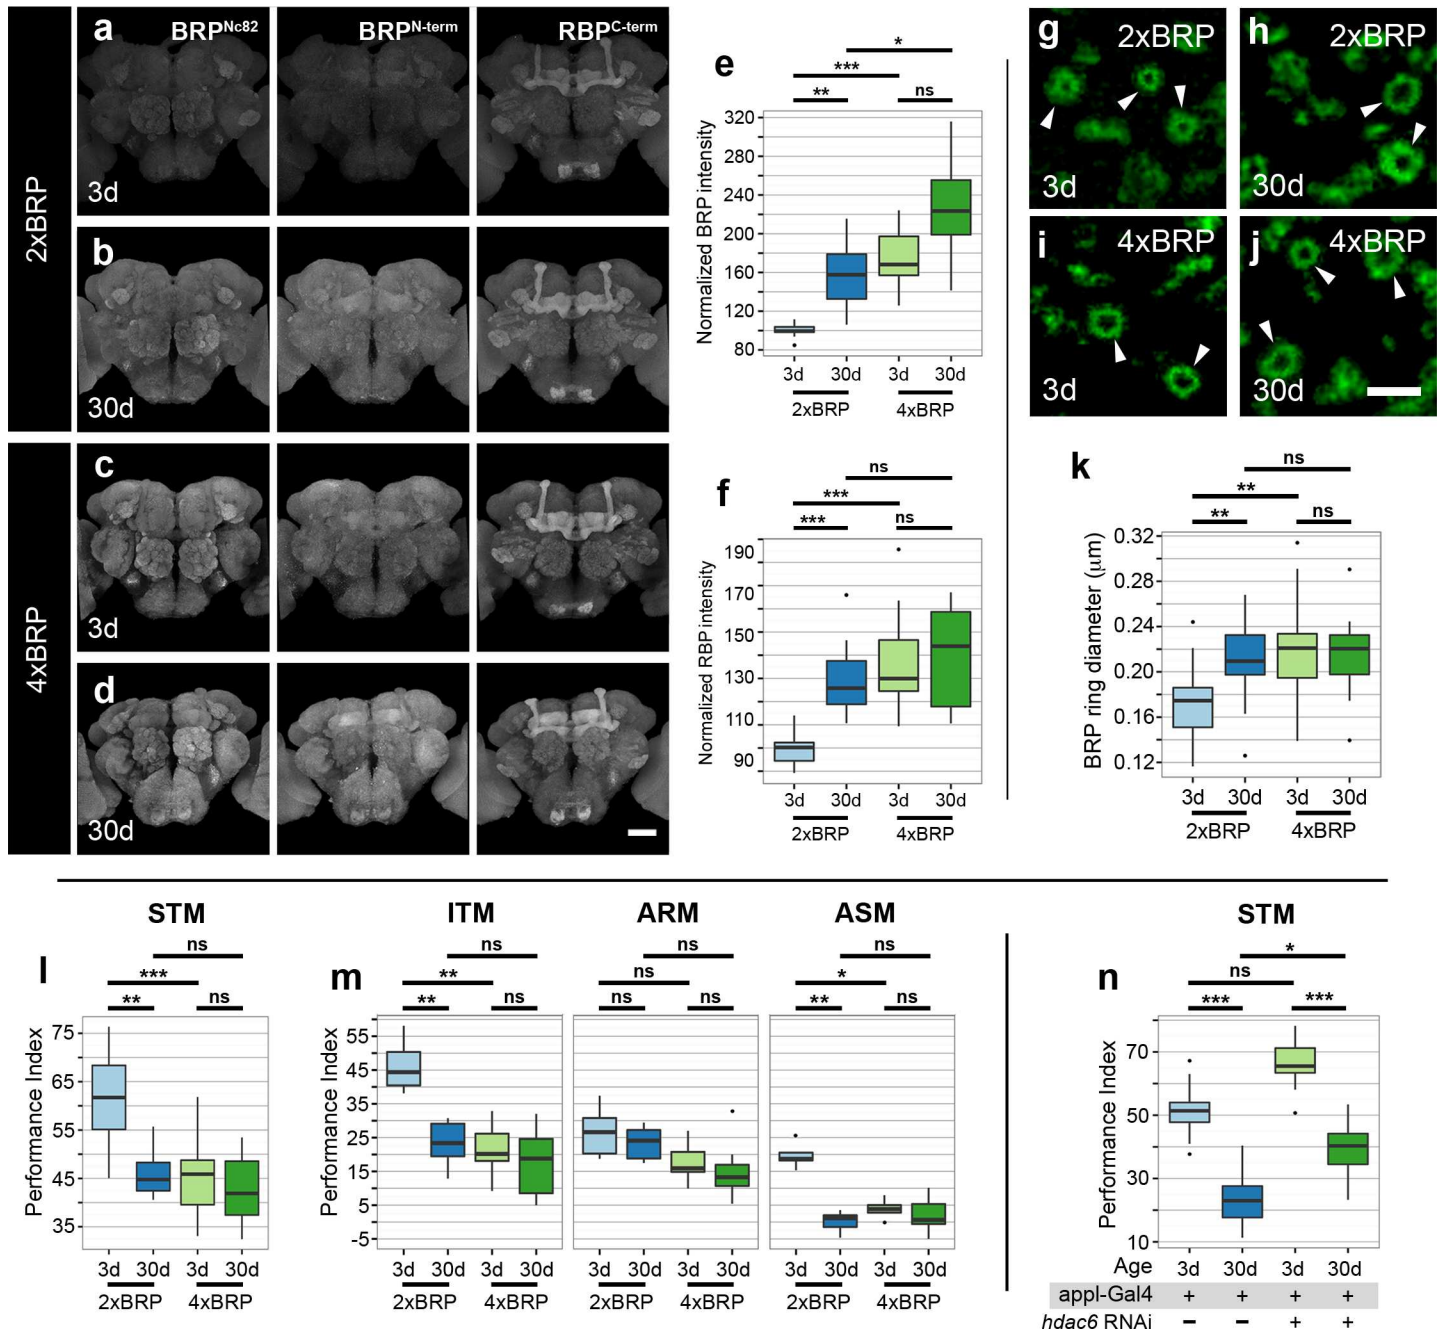 2xBRP
4xBRP
a
BRP^Nc82
BRP^N-term
RBP^C-term
3d
b
30d
c
3d
d
30d
e
*
***
**
ns
Normalized BRP intensity
320
280
240
200
160
120
80
3d 30d 3d 30d
2xBRP 4xBRP
f
ns
***
***
ns
Normalized RBP intensity
190
170
150
130
110
90
3d 30d 3d 30d
2xBRP 4xBRP
g 2xBRP
3d
h 2xBRP
30d
i 4xBRP
3d
j 4xBRP
30d
k
ns
**
**
ns
BRP ring diameter (μm)
0.32
0.28
0.24
0.20
0.16
0.12
3d 30d 3d 30d
2xBRP 4xBRP
STM
l
ns
***
**
ns
Performance Index
75
65
55
45
35
3d 30d 3d 30d
2xBRP 4xBRP
ITM ARM ASM
m
ns ns ns
** ns *
** ns ns ns ** ns
Performance Index
55
45
35
25
15
5
-5
3d 30d 3d 30d 3d 30d 3d 30d 3d 30d 3d 30d
2xBRP 4xBRP 2xBRP 4xBRP 2xBRP 4xBRP
STM
n
*
ns
*** ***
Performance Index
70
50
30
10
Age 3d 30d 3d 30d
appl-Gal4 + + + +
hdac6 RNAi − − + +